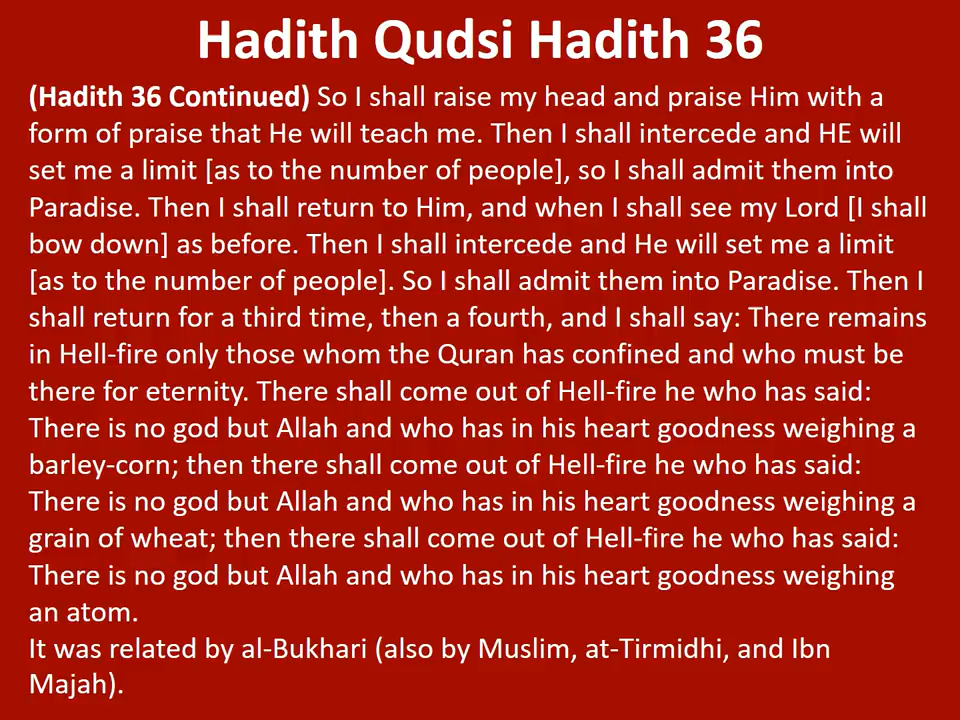 Hadith Qudsi Hadith 36
(Hadith 36 Continued) So I shall raise my head and praise Him with a
form of praise that He will teach me. Then I shall intercede and HE will
set me a limit [as to the number of people], so I shall admit them into
Paradise. Then I shall return to Him, and when I shall see my Lord [I shall
bow down] as before. Then I shall intercede and He will set me a limit
[as to the number of people]. So I shall admit them into Paradise. Then I
shall return for a third time, then a fourth, and I shall say: There remains
in Hell-fire only those whom the Quran has confined and who must be
there for eternity. There shall come out of Hell-fire he who has said:
There is no god but Allah and who has in his heart goodness weighing a
barley-corn; then there shall come out of Hell-fire he who has said:
There is no god but Allah and who has in his heart goodness weighing a
grain of wheat; then there shall come out of Hell-fire he who has said:
There is no god but Allah and who has in his heart goodness weighing
an atom.
It was related by al-Bukhari (also by Muslim, at-Tirmidhi, and Ibn
Majah).